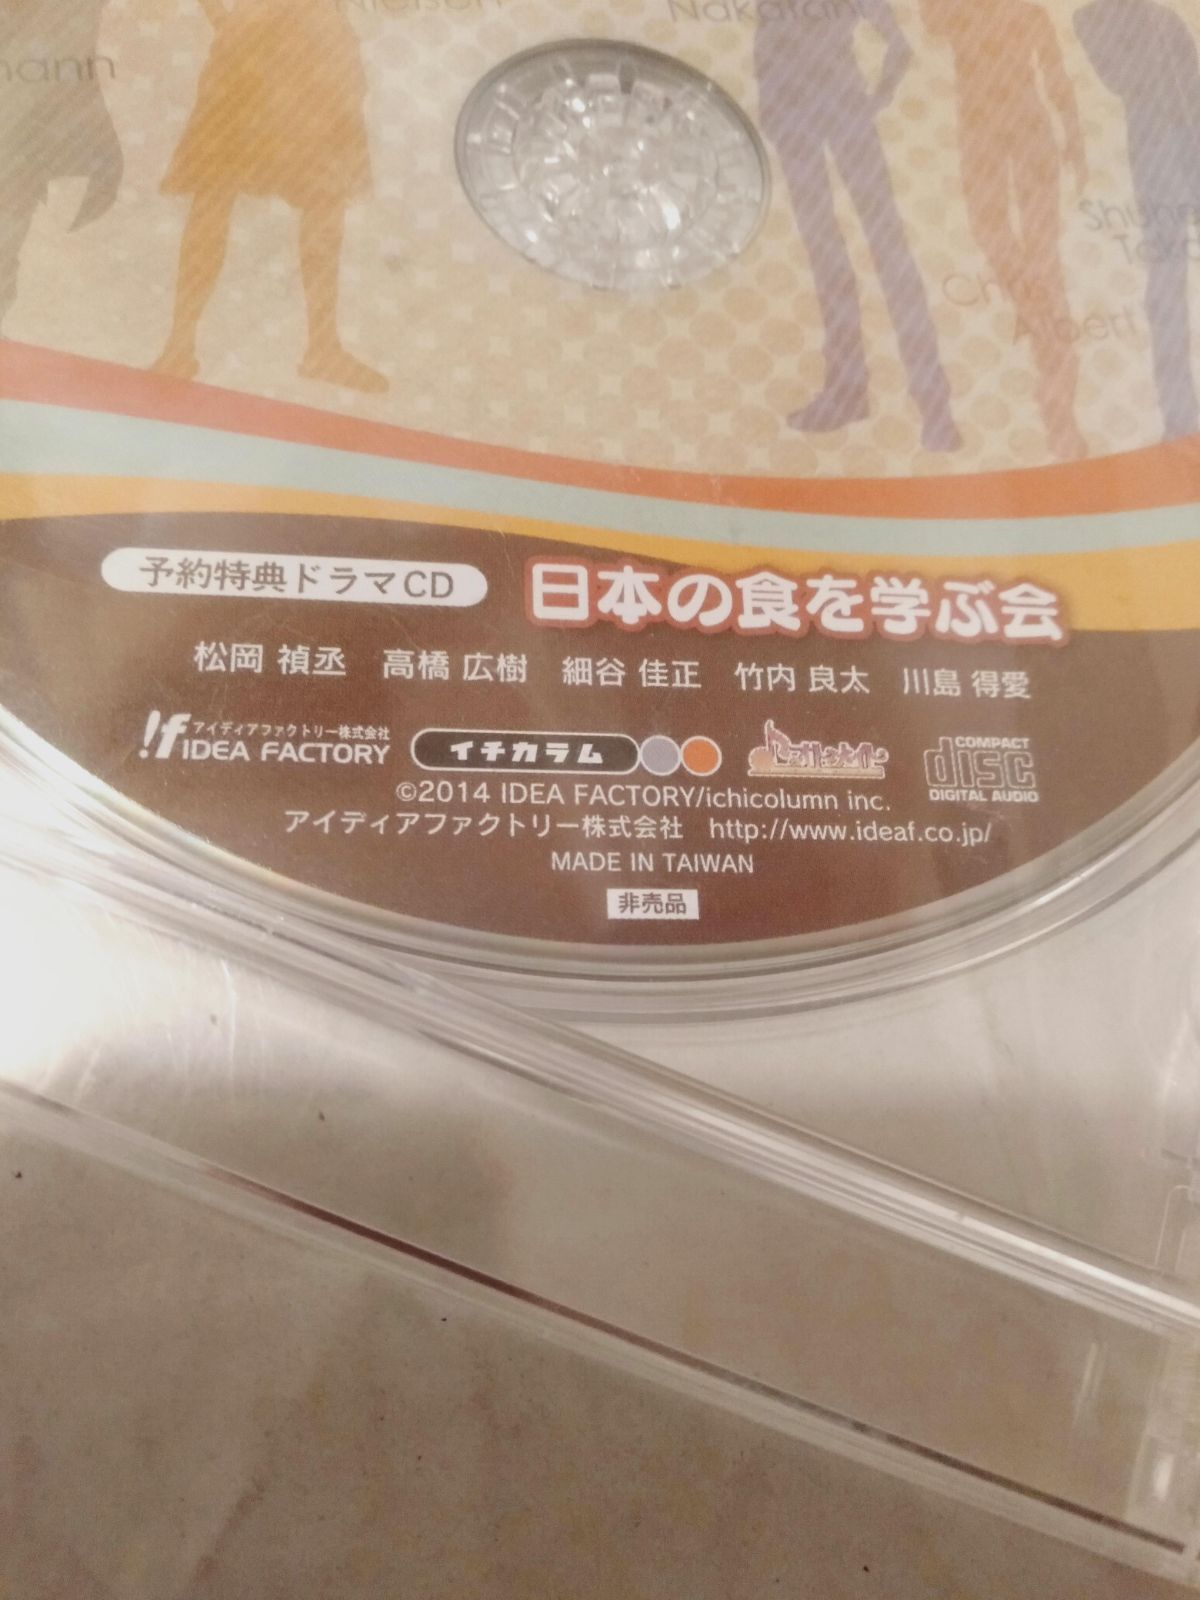 Nielsen
Nakatani
mann
予約特典ドラマCD 日本の食を学ぶ会
松岡 禎丞 高橋 広樹 細谷 佳正 竹内 良太 川島 得愛
アイディアファクトリー株式会社
IDEA FACTORY
イチカラム
COMPACT
disc
DIGITAL AUDIO
©2014 IDEA FACTORY/ichicolumn inc.
アイディアファクトリー株式会社 http://www.ideaf.co.jp/
MADE IN TAIWAN
非売品